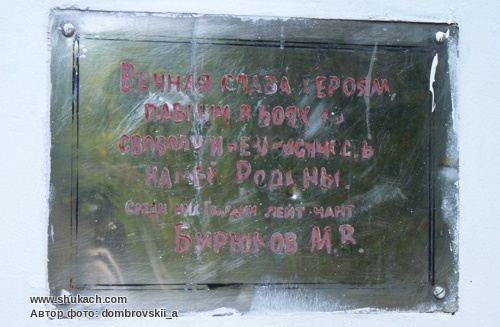 Вечная слава героям,
павшим в боях за
свободу и независимость
нашей Родины.
Среди них гвардии лейтенант
Бирюков М.В.
www.shukach.com
Автор фото: dombrovskii_a